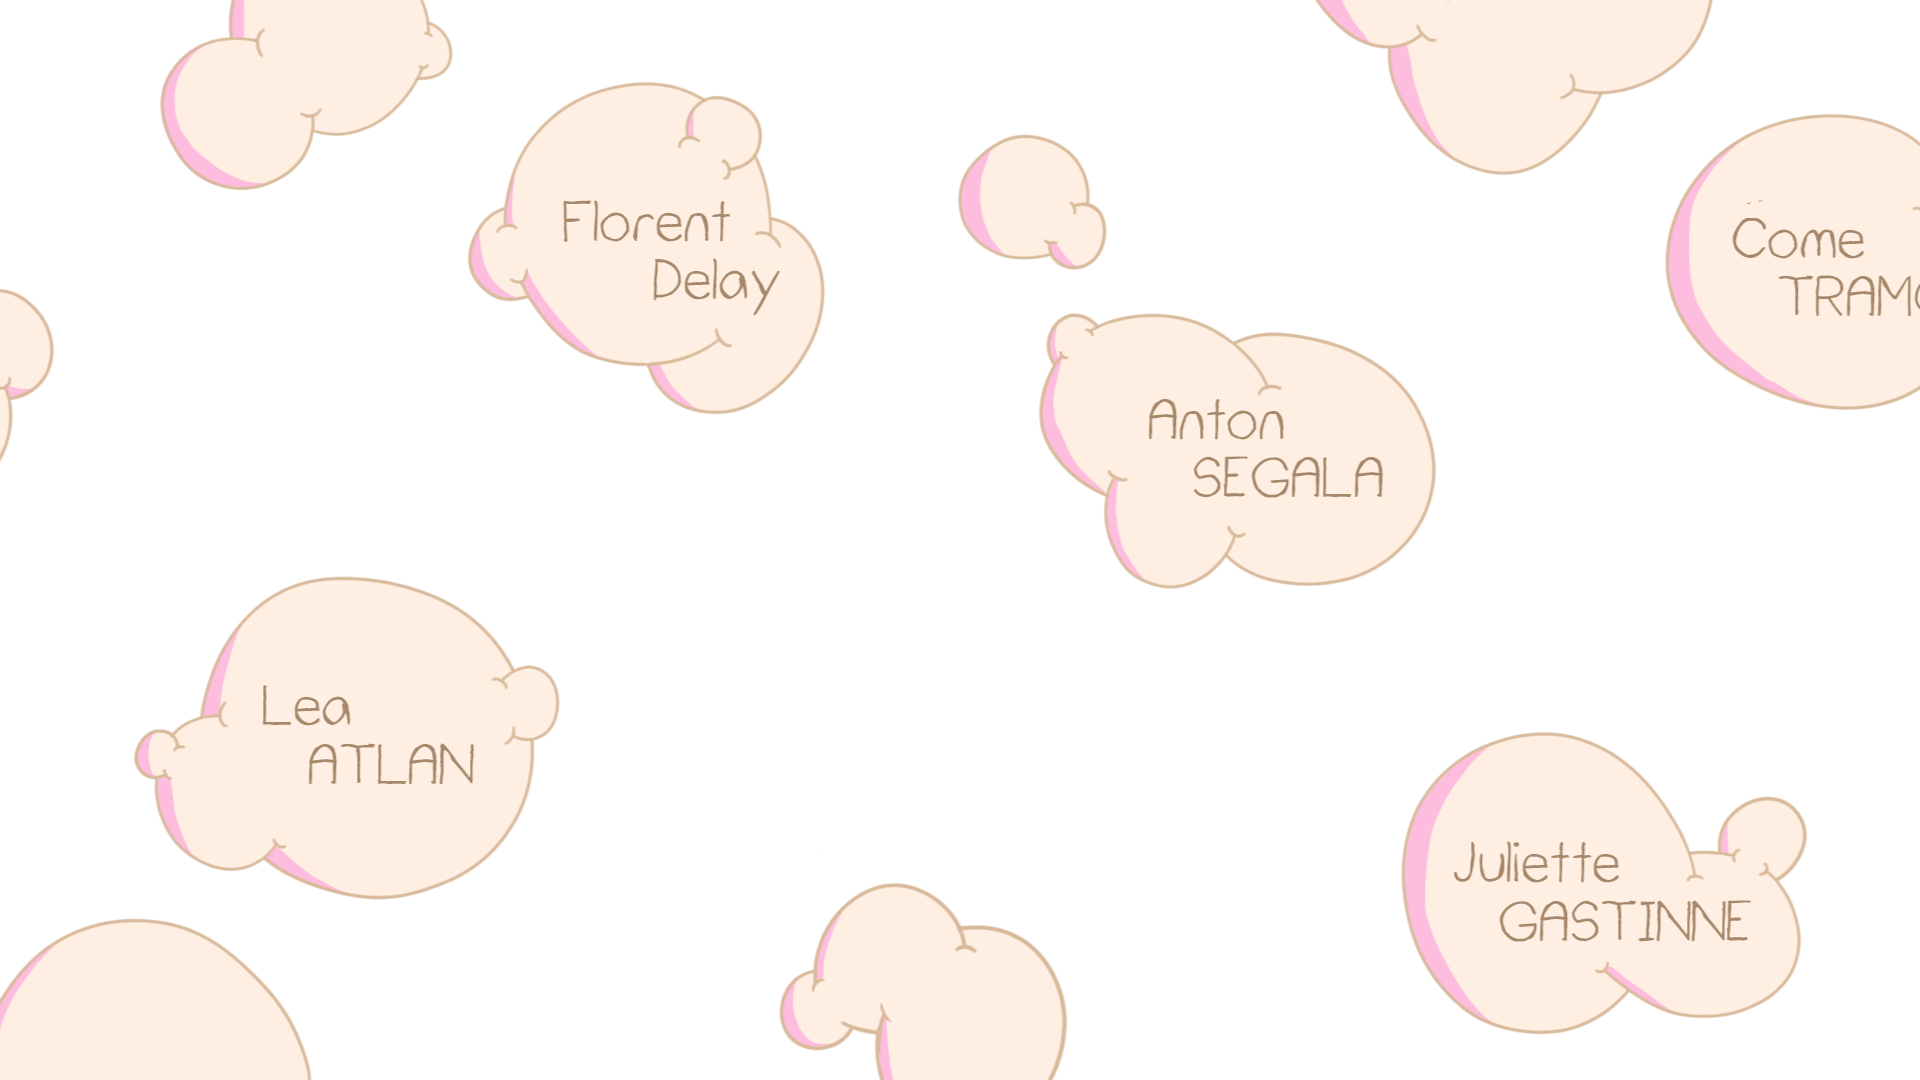 Florent
Delay
Come
Anton
SEGALA
Lea
ATLAN
Juliette
GASTINNE